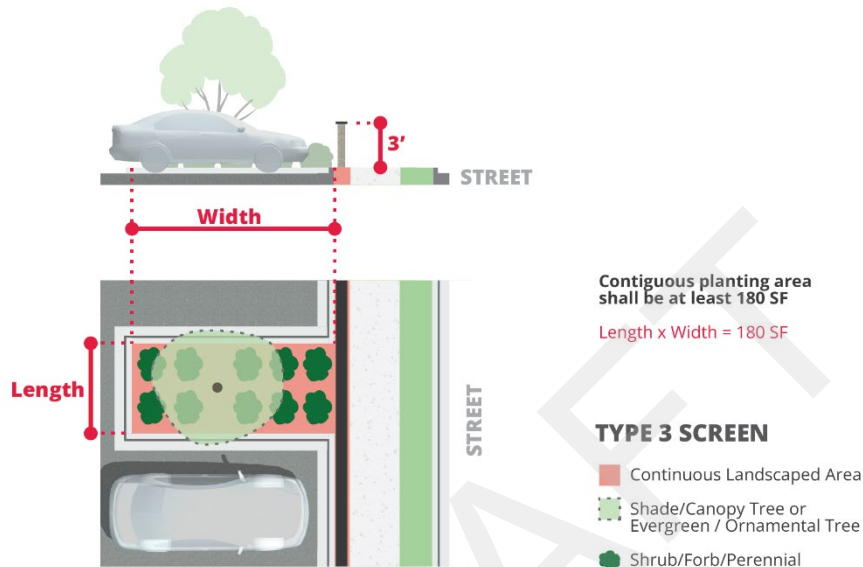 3’
STREET
Width
Contiguous planting area
shall be at least 180 SF
Length x Width = 180 SF
Length
STREET
TYPE 3 SCREEN
Continuous Landscaped Area
Shade/Canopy Tree or
Evergreen / Ornamental Tree
Shrub/Forb/Perennial